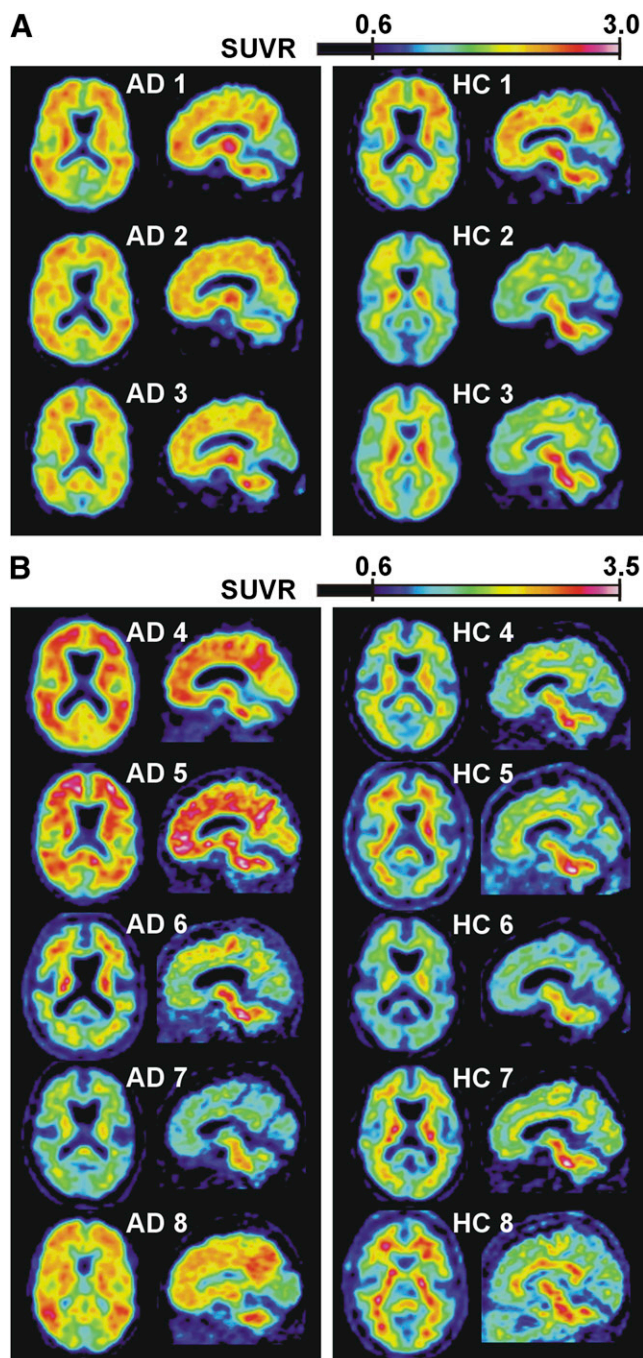 A
0.6 3.0
SUVR
AD 1 HC 1
AD 2 HC 2
AD 3 HC 3
B
0.6 3.5
SUVR
AD 4 HC 4
AD 5 HC 5
AD 6 HC 6
AD 7 HC 7
AD 8 HC 8